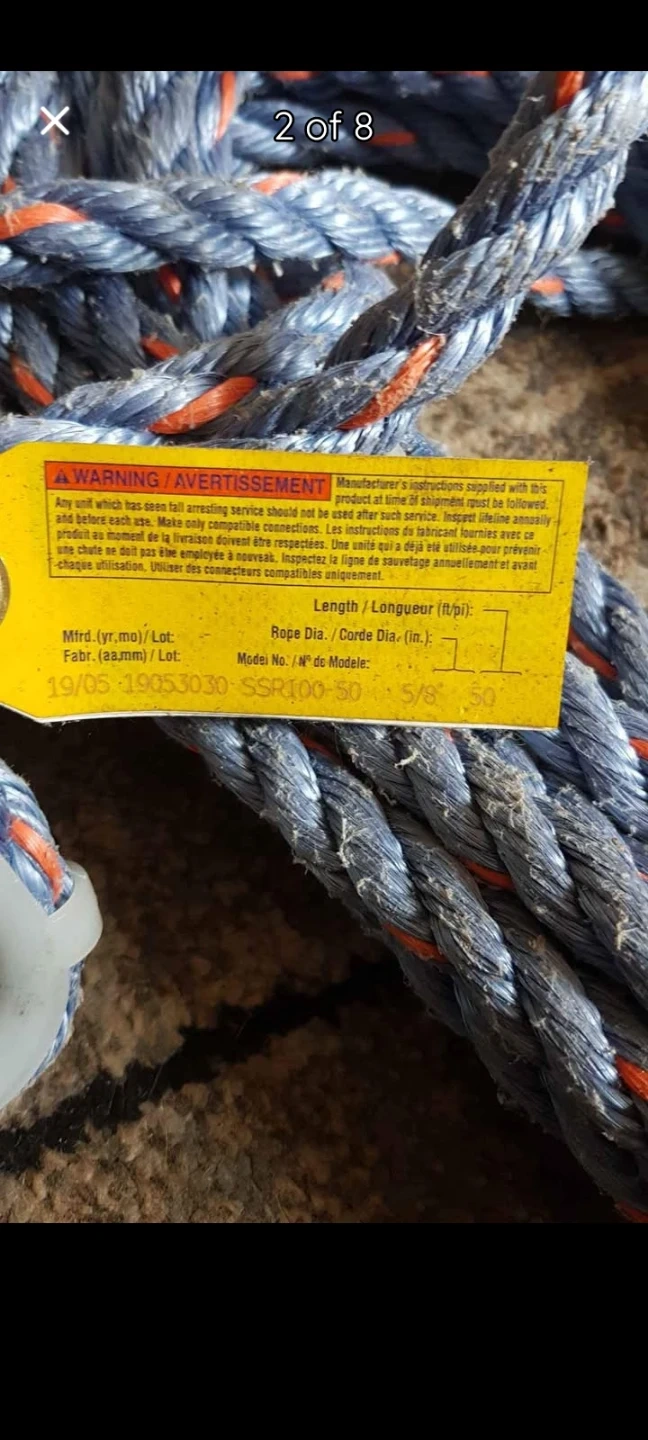 2 of 8
WARNING / AVERTISSEMENT
Manufacturer's instructions supplied with this
product at time of shipment must be followed.
Any unit which has seen fall arresting service should not be used after such service. Inspect lifeline annually
and before each use. Make only compatible connections. Les instructions du fabricant fournies avec ce
produit au moment de la livraison doivent être respectées. Une unité qui a déjà été utilisée pour prévenir
une chute ne doit pas être employée à nouveau. Inspectez la ligne de sauvetage annuellement et avant
chaque utilisation. Utiliser des connecteurs compatibles uniquement.
Length / Longueur (ft/pi):
Mfrd.(yr,mo)/ Lot:
Rope Dia. / Corde Dia. (in.):
Fabr. (aa,mm) / Lot:
Model No. / Nº de Modele:
19/05 19053030 SSR100-50 5/8" 50